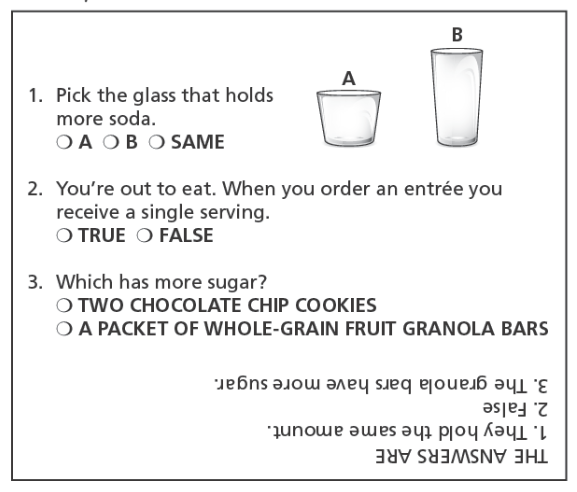 A
B
1. Pick the glass that holds
more soda.
❍ A ❍ B ❍ SAME
2. You’re out to eat. When you order an entrée you
receive a single serving.
❍ TRUE ❍ FALSE
3. Which has more sugar?
❍ TWO CHOCOLATE CHIP COOKIES
❍ A PACKET OF WHOLE-GRAIN FRUIT GRANOLA BARS
THE ANSWERS ARE
1. They hold the same amount.
2. False
3. The granola bars have more sugar.